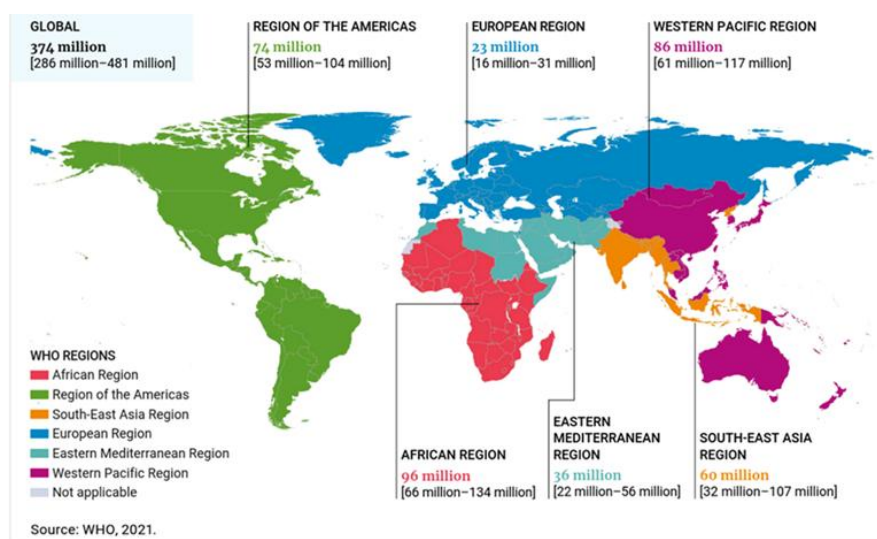 GLOBAL
374 million
[286 million–481 million]
REGION OF THE AMERICAS
74 million
[53 million–104 million]
EUROPEAN REGION
23 million
[16 million–31 million]
WESTERN PACIFIC REGION
86 million
[61 million–117 million]
WHO REGIONS
African Region
Region of the Americas
South-East Asia Region
European Region
Eastern Mediterranean Region
Western Pacific Region
Not applicable
AFRICAN REGION
96 million
[66 million–134 million]
EASTERN
MEDITERRANEAN
REGION
36 million
[22 million–56 million]
SOUTH-EAST ASIA
REGION
60 million
[32 million–107 million]
Source: WHO, 2021.